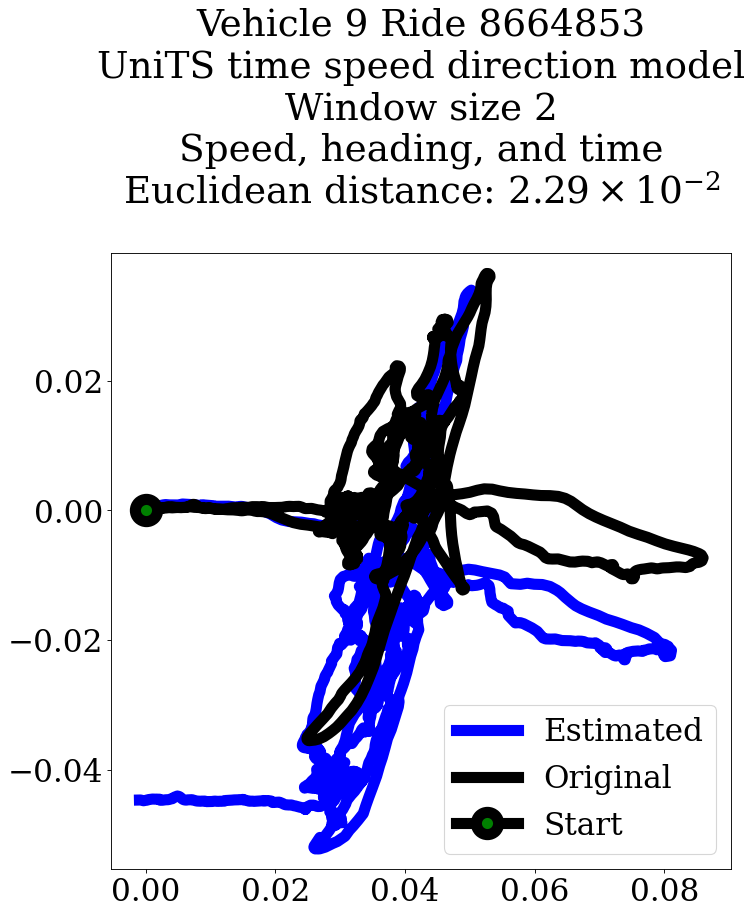 Vehicle 9 Ride 8664853
UniTS time speed direction model
Window size 2
Speed, heading, and time
Euclidean distance: $2.29 \times 10^{-2}$
0.02
0.00
−0.02
−0.04
Estimated
Original
Start
0.00 0.02 0.04 0.06 0.08